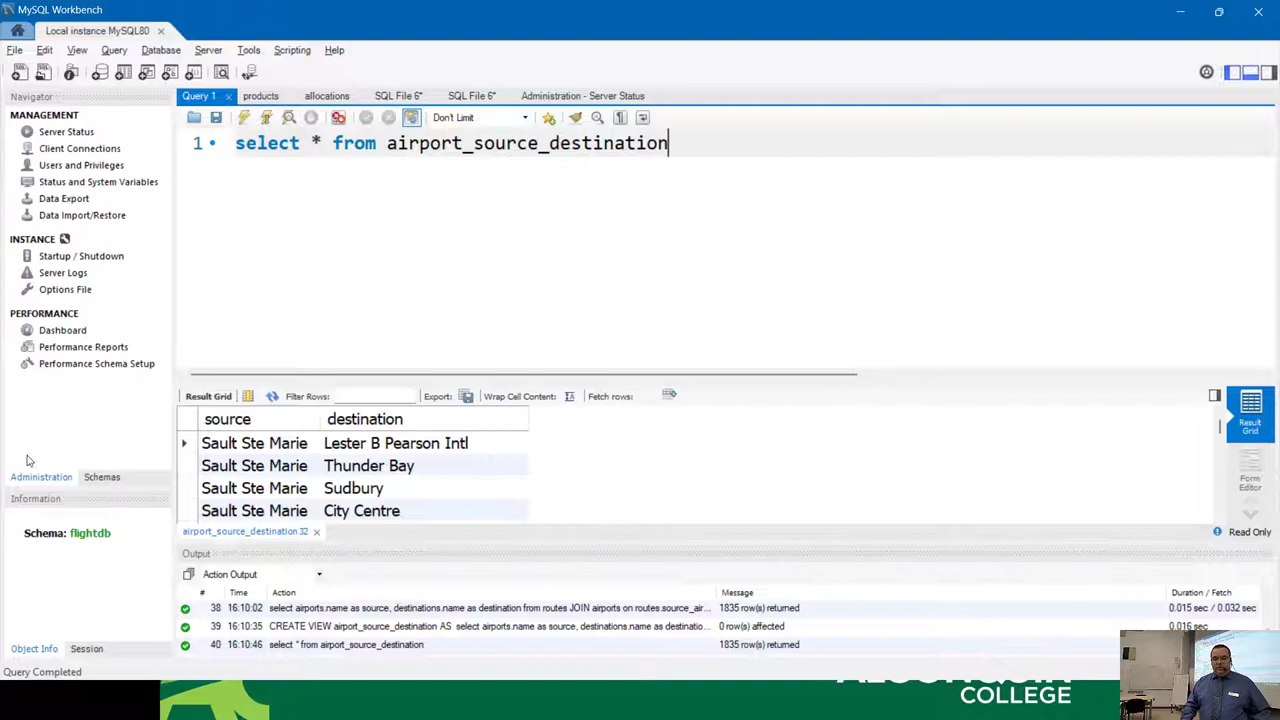 MySQL Workbench
Local instance MySQL80
File Edit View Query Database Server Tools Scripting Help
Navigator
MANAGEMENT
Server Status
Client Connections
Users and Privileges
Status and System Variables
Data Export
Data Import/Restore
INSTANCE
Startup / Shutdown
Server Logs
Options File
PERFORMANCE
Dashboard
Performance Reports
Performance Schema Setup
Administration Schemas
Information
Schema: flightdb
Object Info Session
Query Completed
Query 1 products allocations SQL File 6* SQL File 6* Administration - Server Status
Don't Limit
1 select * from airport_source_destination
Result Grid Filter Rows: Export: Wrap Cell Content: Fetch rows:
source destination
Sault Ste Marie Lester B Pearson Intl
Sault Ste Marie Thunder Bay
Sault Ste Marie Sudbury
Sault Ste Marie City Centre
Result Grid
Form Editor
airport_source_destination 32
Read Only
Output
Action Output
# Time Action Message Duration / Fetch
38 16:10:02 select airports.name as source, destinations.name as destination from routes JOIN airports on routes.source_air... 1835 row(s) returned 0.015 sec / 0.032 sec
39 16:10:35 CREATE VIEW airport_source_destination AS select airports.name as source, destinations.name as destinatio... 0 row(s) affected 0.016 sec
40 16:10:46 select * from airport_source_destination 1835 row(s) returned
ALGONQUIN
COLLEGE